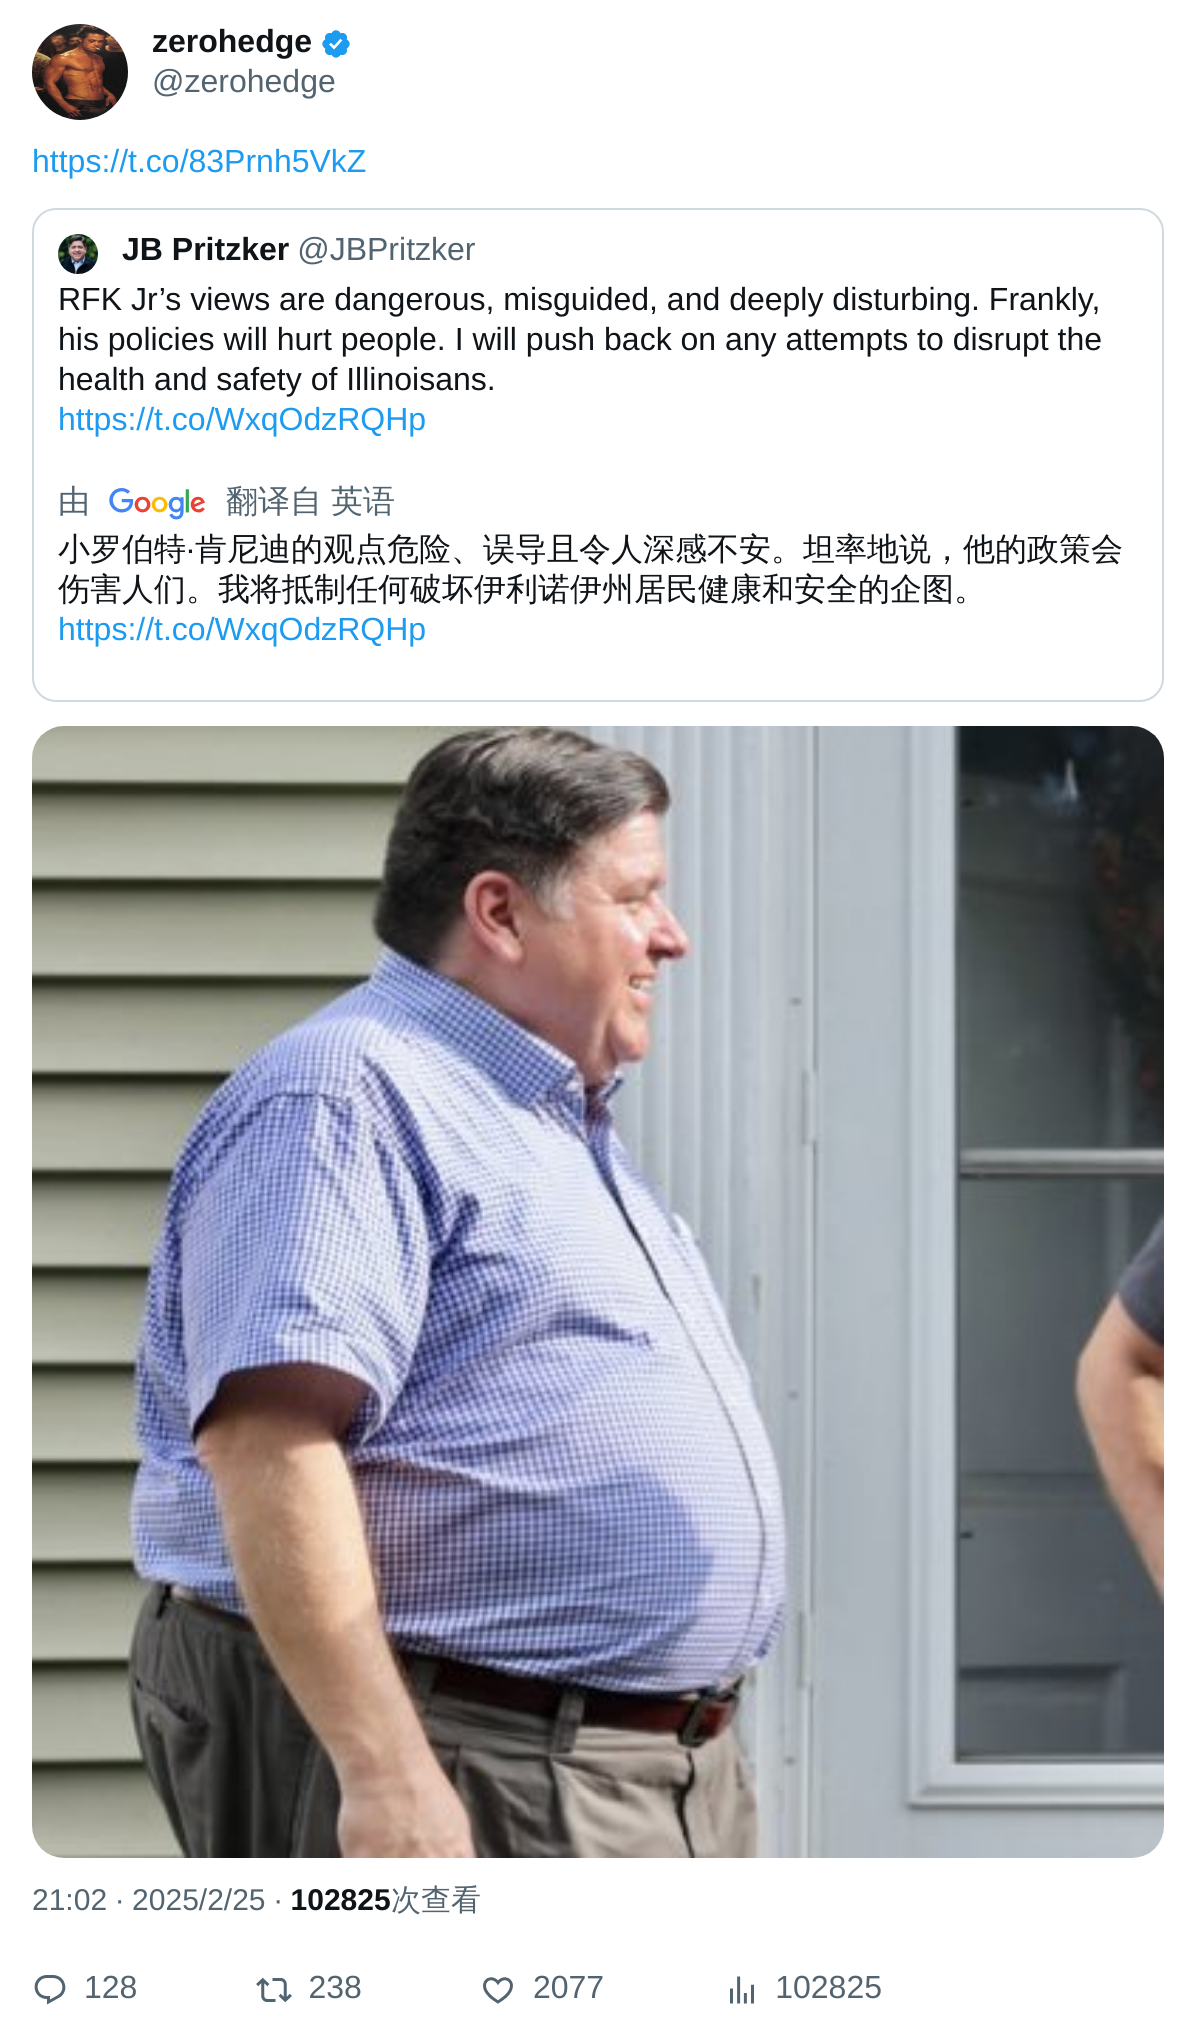 zerohedge
@zerohedge
https://t.co/83Prnh5VkZ
JB Pritzker @JBPritzker
RFK Jr’s views are dangerous, misguided, and deeply disturbing. Frankly,
his policies will hurt people. I will push back on any attempts to disrupt the
health and safety of Illinoisans.
https://t.co/WxqOdzRQHp
由 Google 翻译自 英语
小罗伯特·肯尼迪的观点危险、误导且令人深感不安。坦率地说，他的政策会
伤害人们。我将抵制任何破坏伊利诺伊州居民健康和安全的企图。
https://t.co/WxqOdzRQHp
21:02 · 2025/2/25 · 102825次查看
128 238 2077 102825